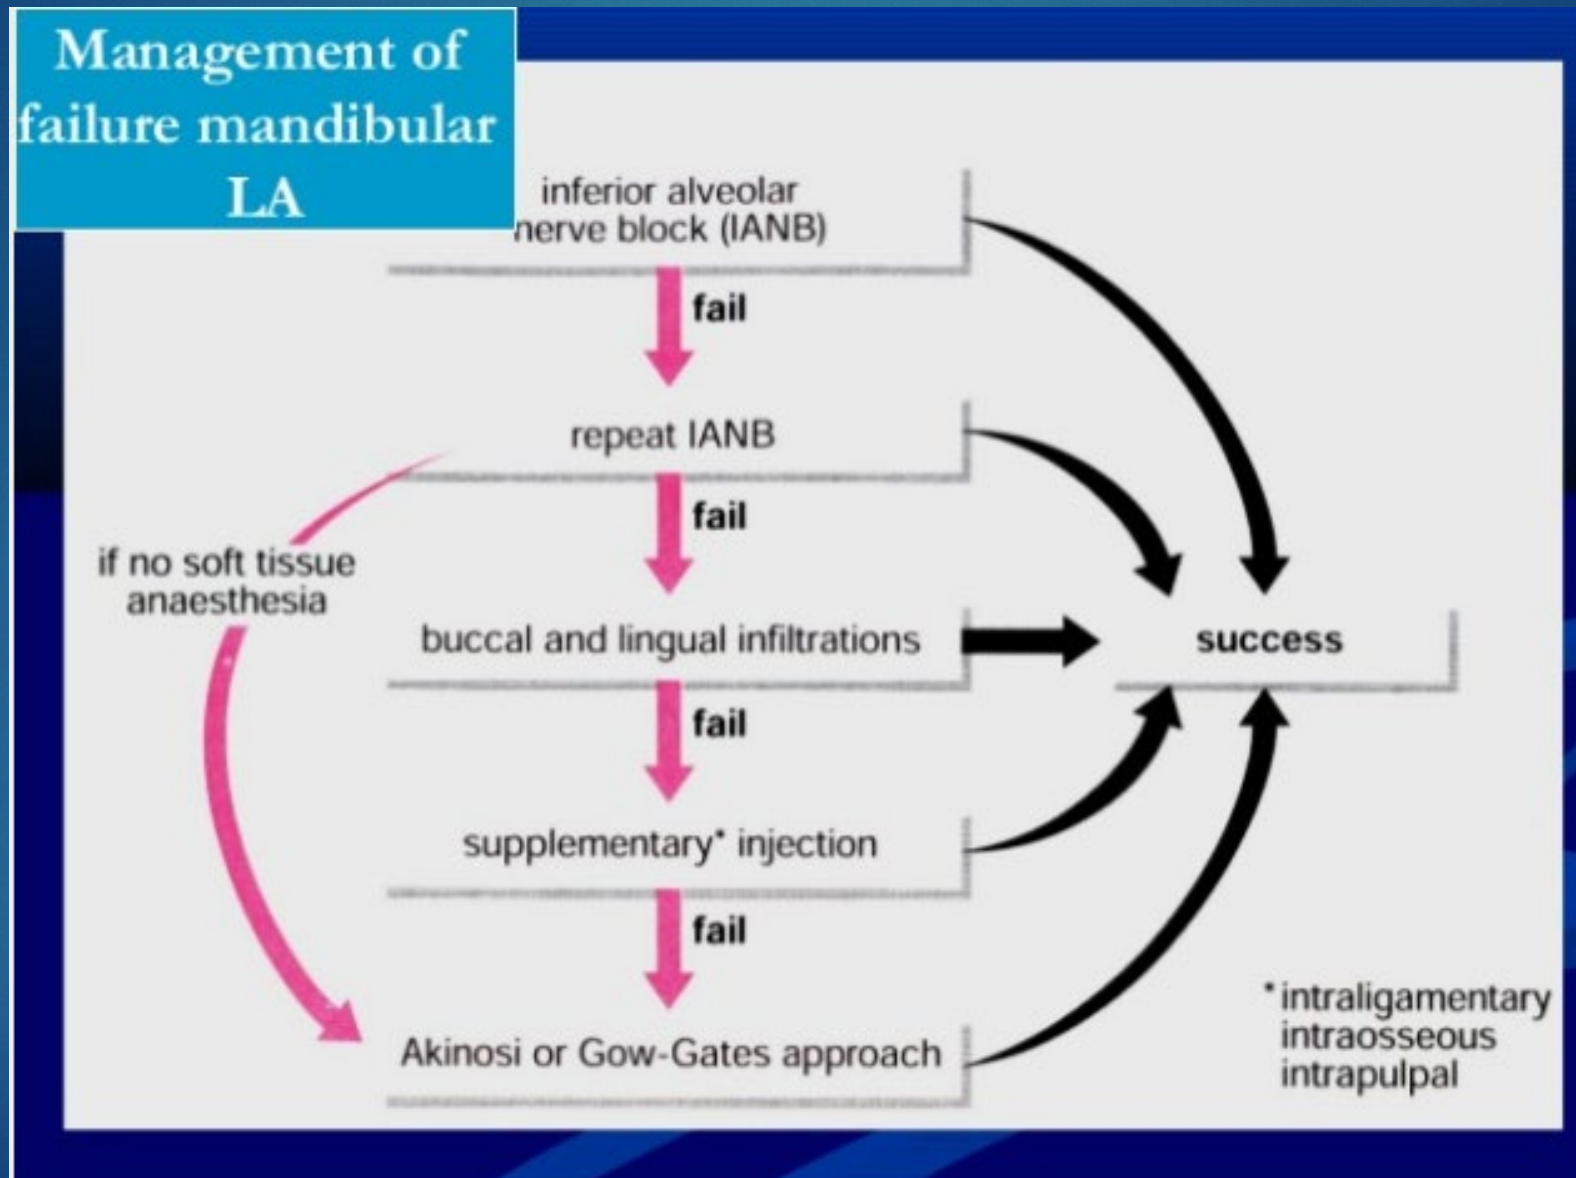 Management of
failure mandibular
LA
inferior alveolar
nerve block (IANB)
fail
repeat IANB
fail
if no soft tissue
anaesthesia
buccal and lingual infiltrations
success
fail
supplementary* injection
fail
Akinosi or Gow-Gates approach
*intraligamentary
intraosseous
intrapulpal